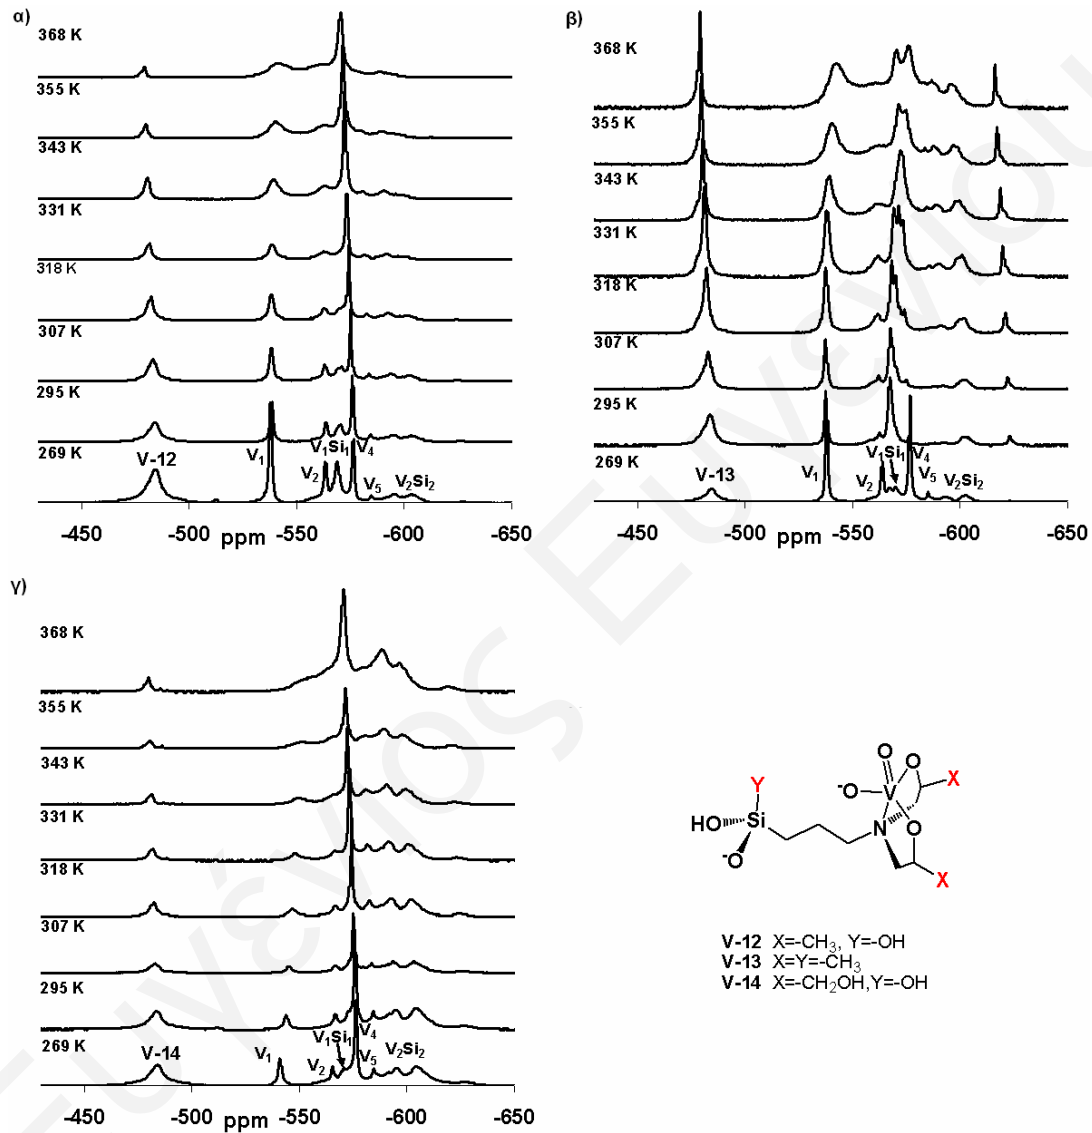 α)
368 K
355 K
343 K
331 K
318 K
307 K
295 K
269 K
V-12
V₁
V₂
V₁Si₁
V₄
V₅
V₂Si₂
-450 -500 ppm -550 -600 -650
β)
368 K
355 K
343 K
331 K
318 K
307 K
295 K
269 K
V-13
V₁
V₂
V₁Si₁
V₄
V₅
V₂Si₂
-450 -500 ppm -550 -600 -650
γ)
368 K
355 K
343 K
331 K
318 K
307 K
295 K
269 K
V-14
V₁
V₂
V₁Si₁
V₄
V₅
V₂Si₂
-450 -500 ppm -550 -600 -650
Y
HO Si
⁻O
⁻O V O
O
N
O
X
X
V-12 X=-CH₃, Y=-OH
V-13 X=Y=-CH₃
V-14 X=-CH₂OH,Y=-OH
Ευγένιος Ευγενίου